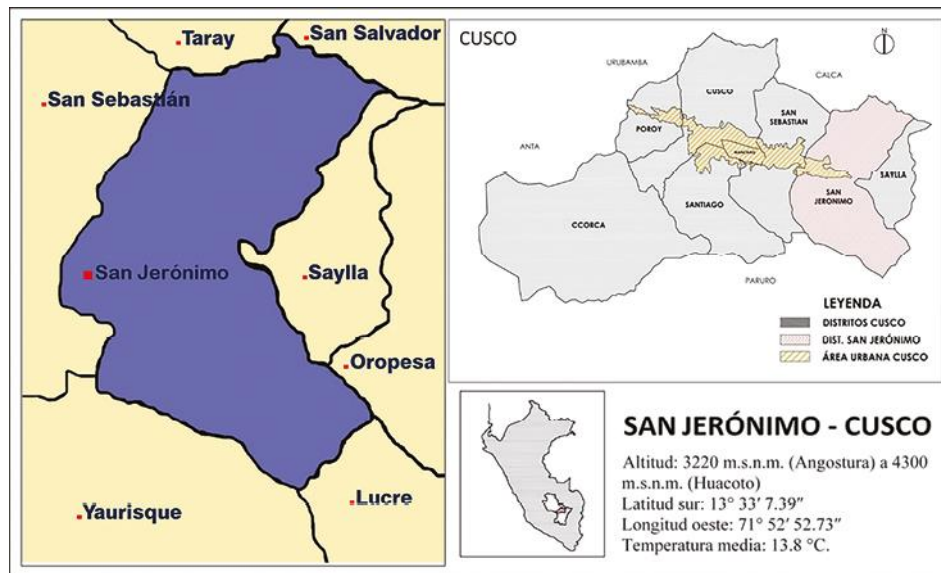 Taray
San Salvador
San Sebastián
San Jerónimo
Saylla
Oropesa
Lucre
Yaurisque
CUSCO
URUBAMBA
CALCA
CUSCO
SAN
SEBASTIAN
POROY
ANTA
SAYLLA
SAN
JERONIMO
SANTIAGO
CCORCA
PARURO
LEYENDA
DISTRITOS CUSCO
DIST. SAN JERÓNIMO
ÁREA URBANA CUSCO
SAN JERÓNIMO - CUSCO
Altitud: 3220 m.s.n.m. (Angostura) a 4300
m.s.n.m. (Huacoto)
Latitud sur: 13° 33′ 7.39″
Longitud oeste: 71° 52′ 52.73″
Temperatura media: 13.8 °C.